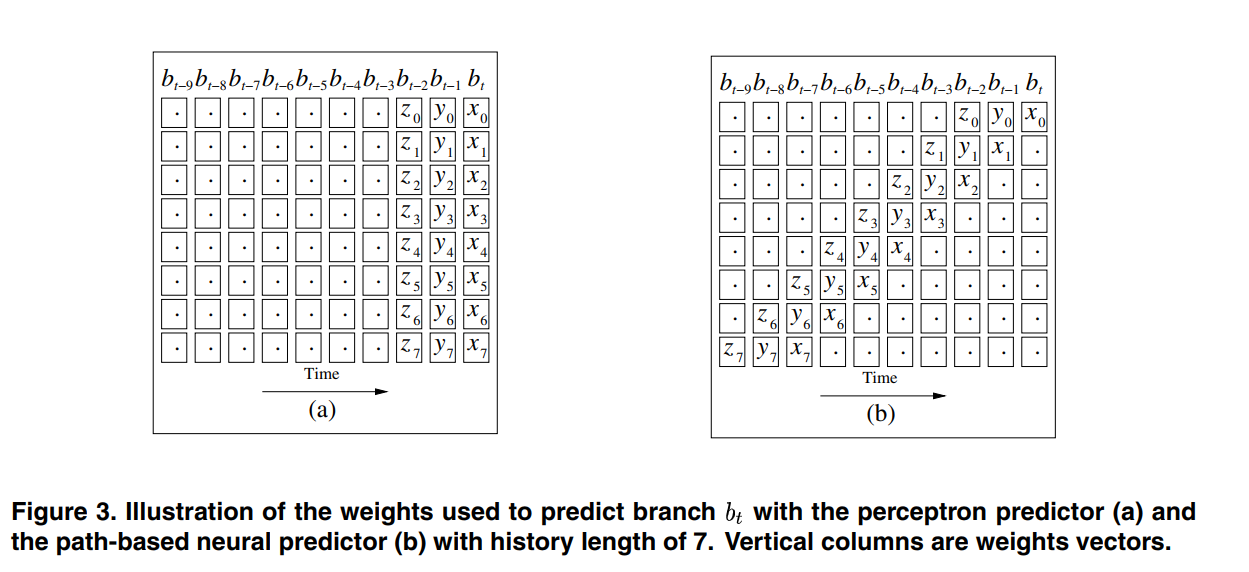 b_{t–9} b_{t–8} b_{t–7} b_{t–6} b_{t–5} b_{t–4} b_{t–3} b_{t–2} b_{t–1} b_t
. . . . . . . z_0 y_0 x_0
. . . . . . . z_1 y_1 x_1
. . . . . . . z_2 y_2 x_2
. . . . . . . z_3 y_3 x_3
. . . . . . . z_4 y_4 x_4
. . . . . . . z_5 y_5 x_5
. . . . . . . z_6 y_6 x_6
. . . . . . . z_7 y_7 x_7
Time
(a)
b_{t–9} b_{t–8} b_{t–7} b_{t–6} b_{t–5} b_{t–4} b_{t–3} b_{t–2} b_{t–1} b_t
. . . . . . . z_0 y_0 x_0
. . . . . . z_1 y_1 x_1 .
. . . . . z_2 y_2 x_2 . .
. . . . z_3 y_3 x_3 . . .
. . . z_4 y_4 x_4 . . . .
. . z_5 y_5 x_5 . . . . .
. z_6 y_6 x_6 . . . . . .
z_7 y_7 x_7 . . . . . . .
Time
(b)
Figure 3. Illustration of the weights used to predict branch b_t with the perceptron predictor (a) and
the path-based neural predictor (b) with history length of 7. Vertical columns are weights vectors.